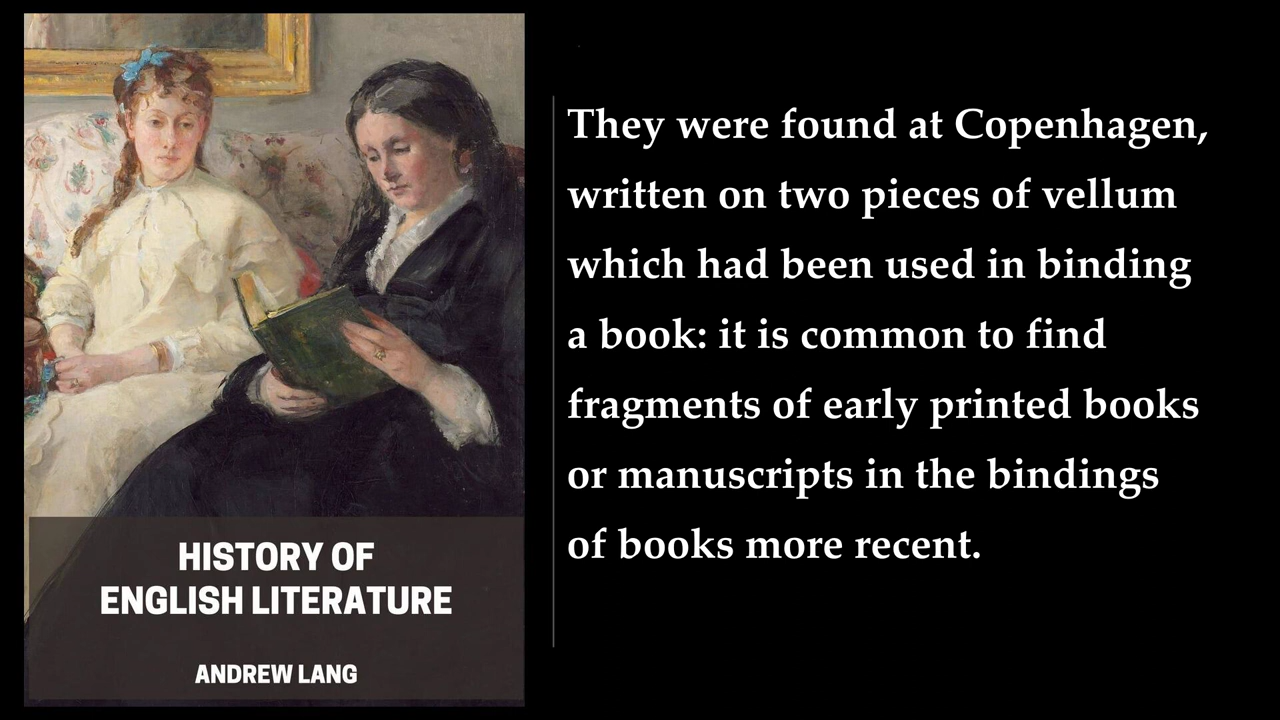 HISTORY OF
ENGLISH LITERATURE
ANDREW LANG
They were found at Copenhagen,
written on two pieces of vellum
which had been used in binding
a book: it is common to find
fragments of early printed books
or manuscripts in the bindings
of books more recent.